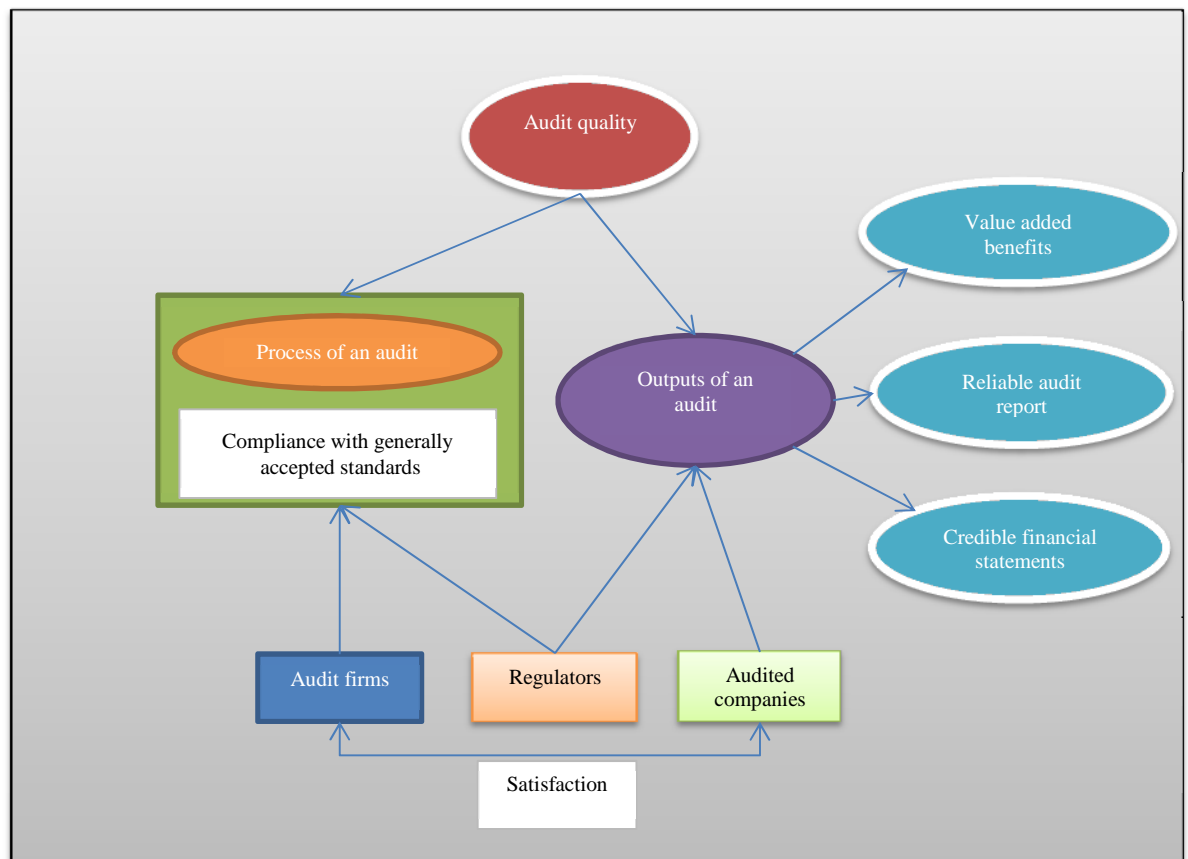 Audit quality
Value added
benefits
Process of an audit
Outputs of an
audit
Reliable audit
report
Compliance with generally
accepted standards
Credible financial
statements
Audit firms
Regulators
Audited
companies
Satisfaction